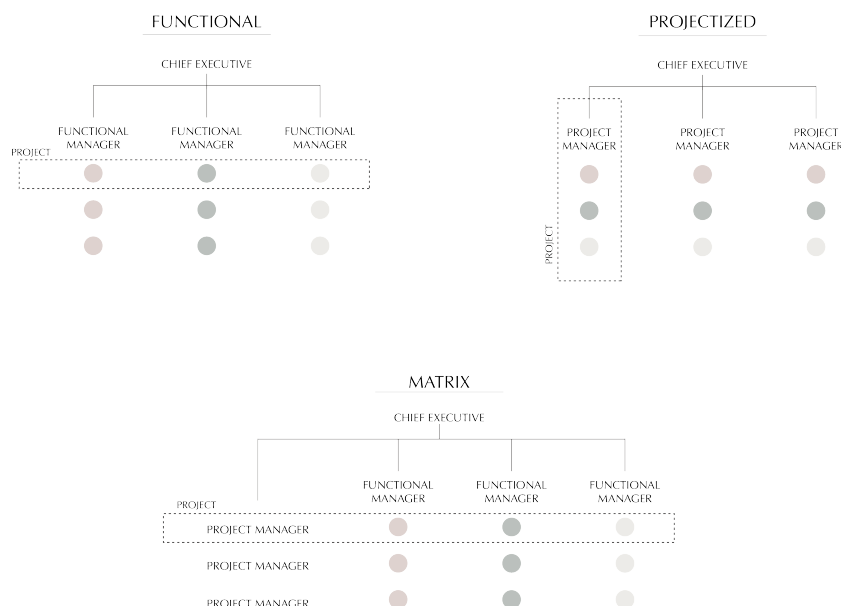 FUNCTIONAL
CHIEF EXECUTIVE
FUNCTIONAL MANAGER
FUNCTIONAL MANAGER
FUNCTIONAL MANAGER
PROJECT
PROJECTIZED
CHIEF EXECUTIVE
PROJECT MANAGER
PROJECT MANAGER
PROJECT MANAGER
PROJECT
MATRIX
CHIEF EXECUTIVE
FUNCTIONAL MANAGER
FUNCTIONAL MANAGER
FUNCTIONAL MANAGER
PROJECT
PROJECT MANAGER
PROJECT MANAGER
PROJECT MANAGER